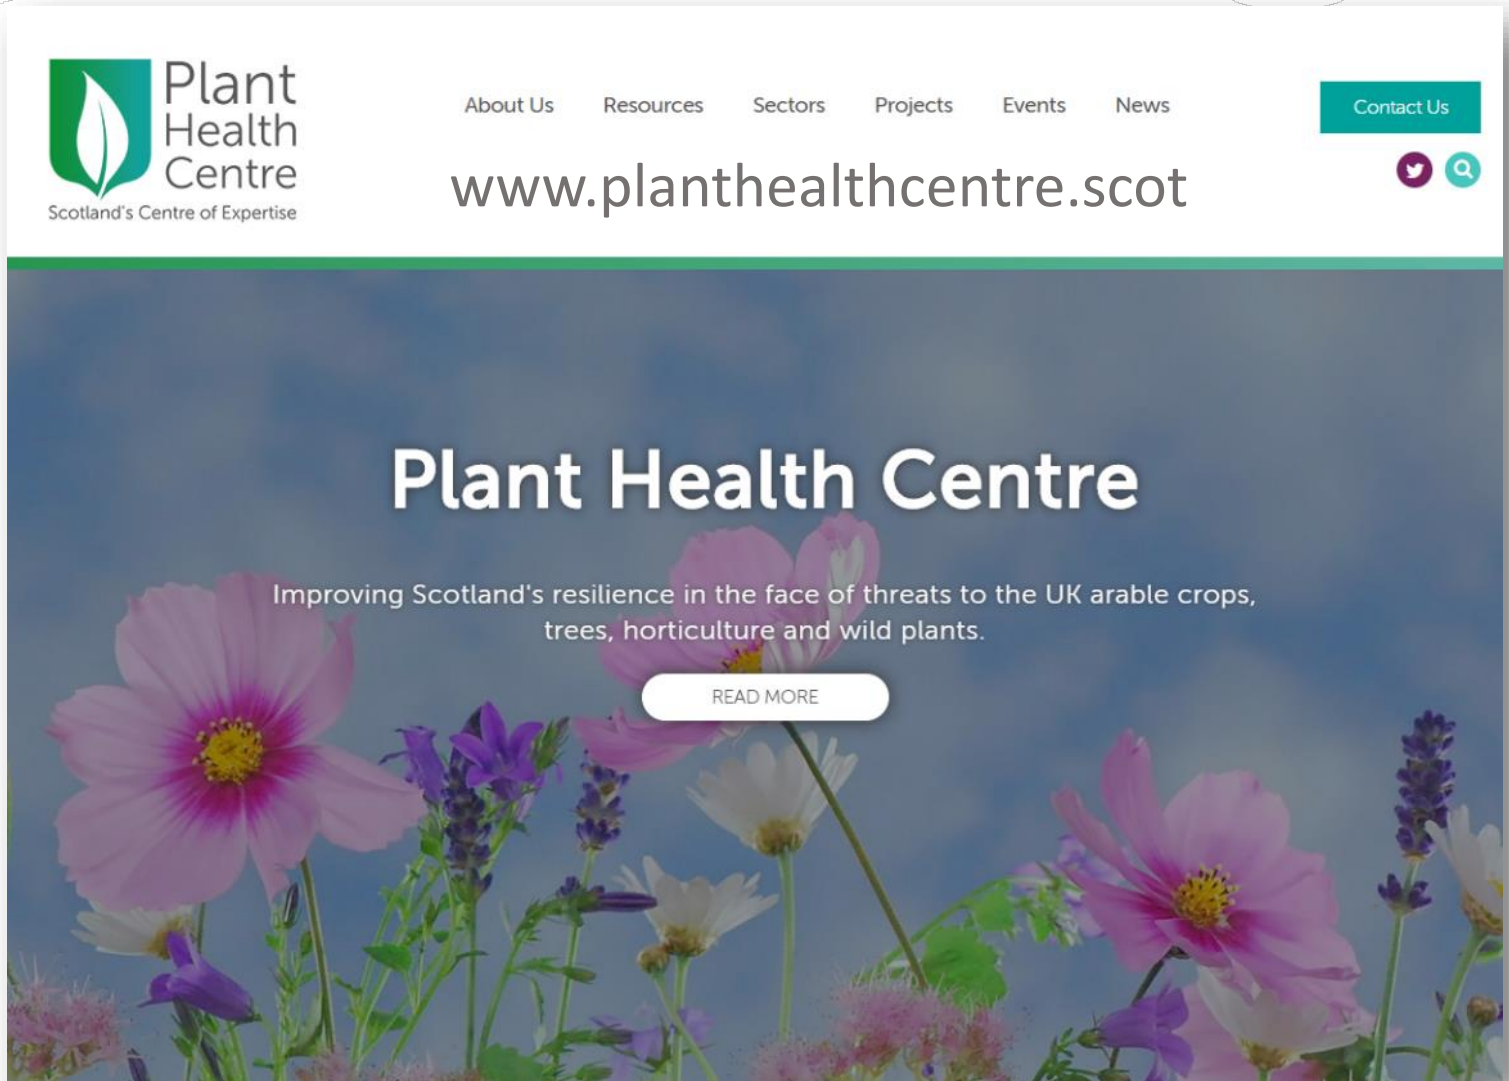 Plant
Health
Centre
Scotland's Centre of Expertise
About Us Resources Sectors Projects Events News
Contact Us
www.planthealthcentre.scot
Plant Health Centre
Improving Scotland's resilience in the face of threats to the UK arable crops,
trees, horticulture and wild plants.
READ MORE